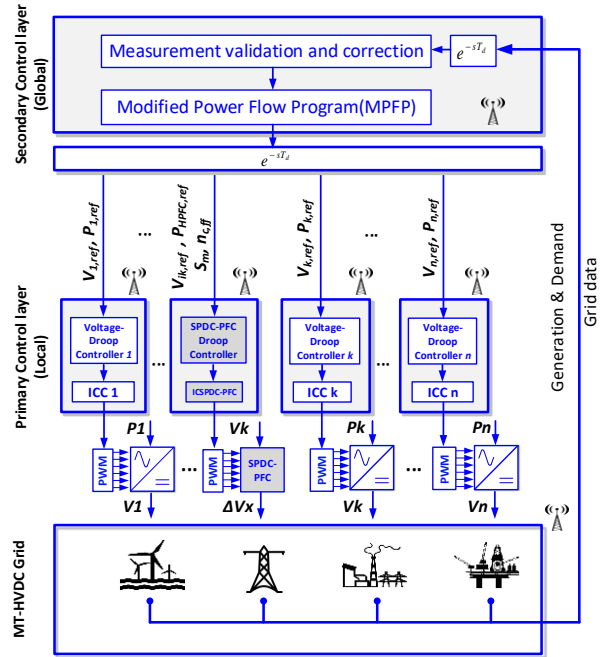 Secondary Control layer
(Global)
Measurement validation and correction
e^{-sT_d}
Modified Power Flow Program(MPFP)
e^{-sT_d}
V_{1,ref}, P_{1,ref}
...
V_{ik,ref}, P_{HPFC,ref}
S_m, n_{c,ff}
V_{k,ref}, P_{k,ref}
...
V_{n,ref}, P_{n,ref}
Generation & Demand
Grid data
Primary Control layer
(Local)
Voltage-
Droop
Controller 1
ICC 1
...
SPDC-PFC
Droop
Controller
ICSPDC-PFC
Voltage-
Droop
Controller k
ICC k
...
Voltage-
Droop
Controller n
ICC n
P1
Vk
Pk
Pn
PWM
...
PWM
SPDC-
PFC
PWM
...
PWM
V1
ΔVx
Vk
Vn
MT-HVDC Grid